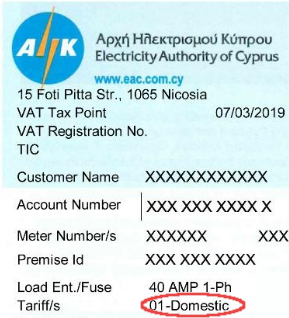 ΑΗΚ
Αρχή Ηλεκτρισμού Κύπρου
Electricity Authority of Cyprus
www.eac.com.cy
15 Foti Pitta Str., 1065 Nicosia
VAT Tax Point 07/03/2019
VAT Registration No.
TIC
Customer Name XXXXXXXXXXXX
Account Number XXX XXX XXXX X
Meter Number/s XXXXXX XXX
Premise Id XXX XXX XXXX
Load Ent./Fuse 40 AMP 1-Ph
Tariff/s 01-Domestic